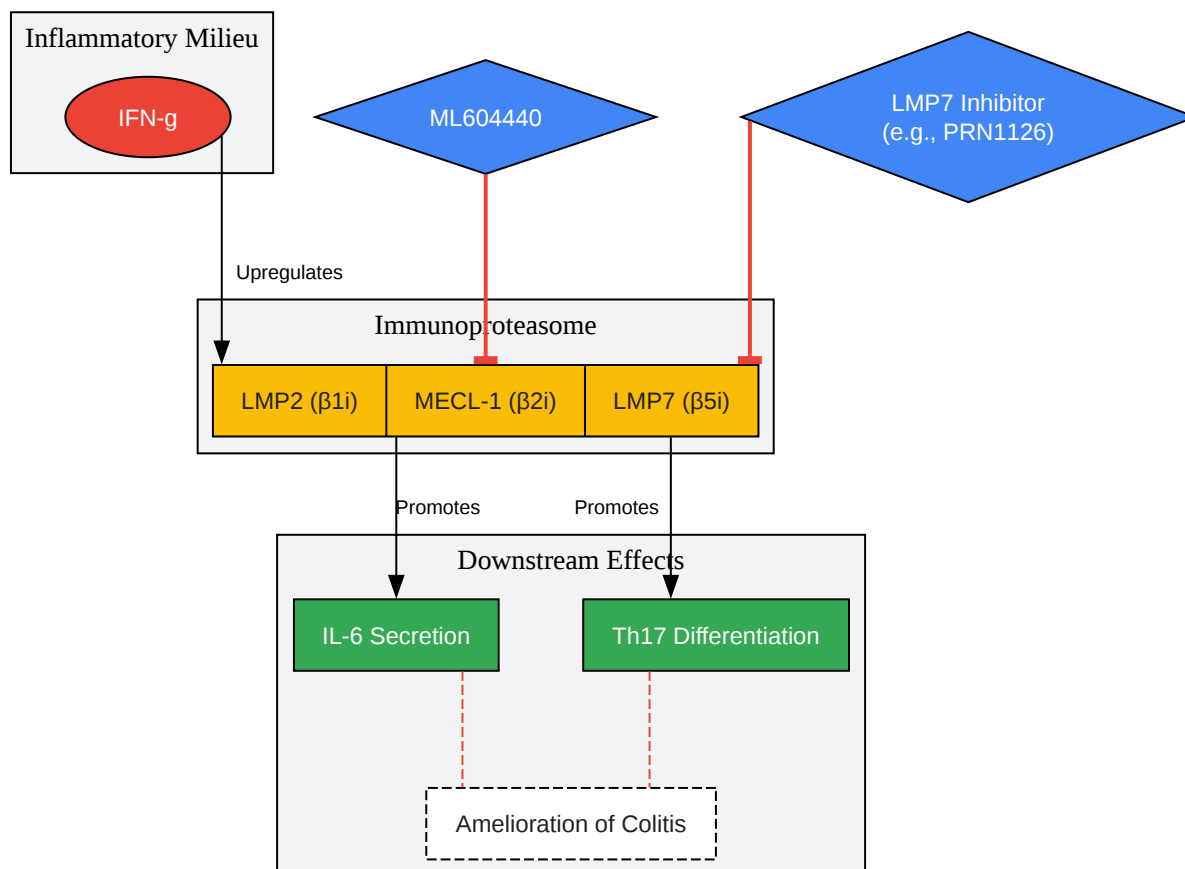 Inflammatory Milieu
IFN-g
ML604440
LMP7 Inhibitor
(e.g., PRN1126)
Upregulates
Immunoproteasome
LMP2 (β1i)
MECL-1 (β2i)
LMP7 (β5i)
Promotes
Promotes
Downstream Effects
IL-6 Secretion
Th17 Differentiation
Amelioration of Colitis